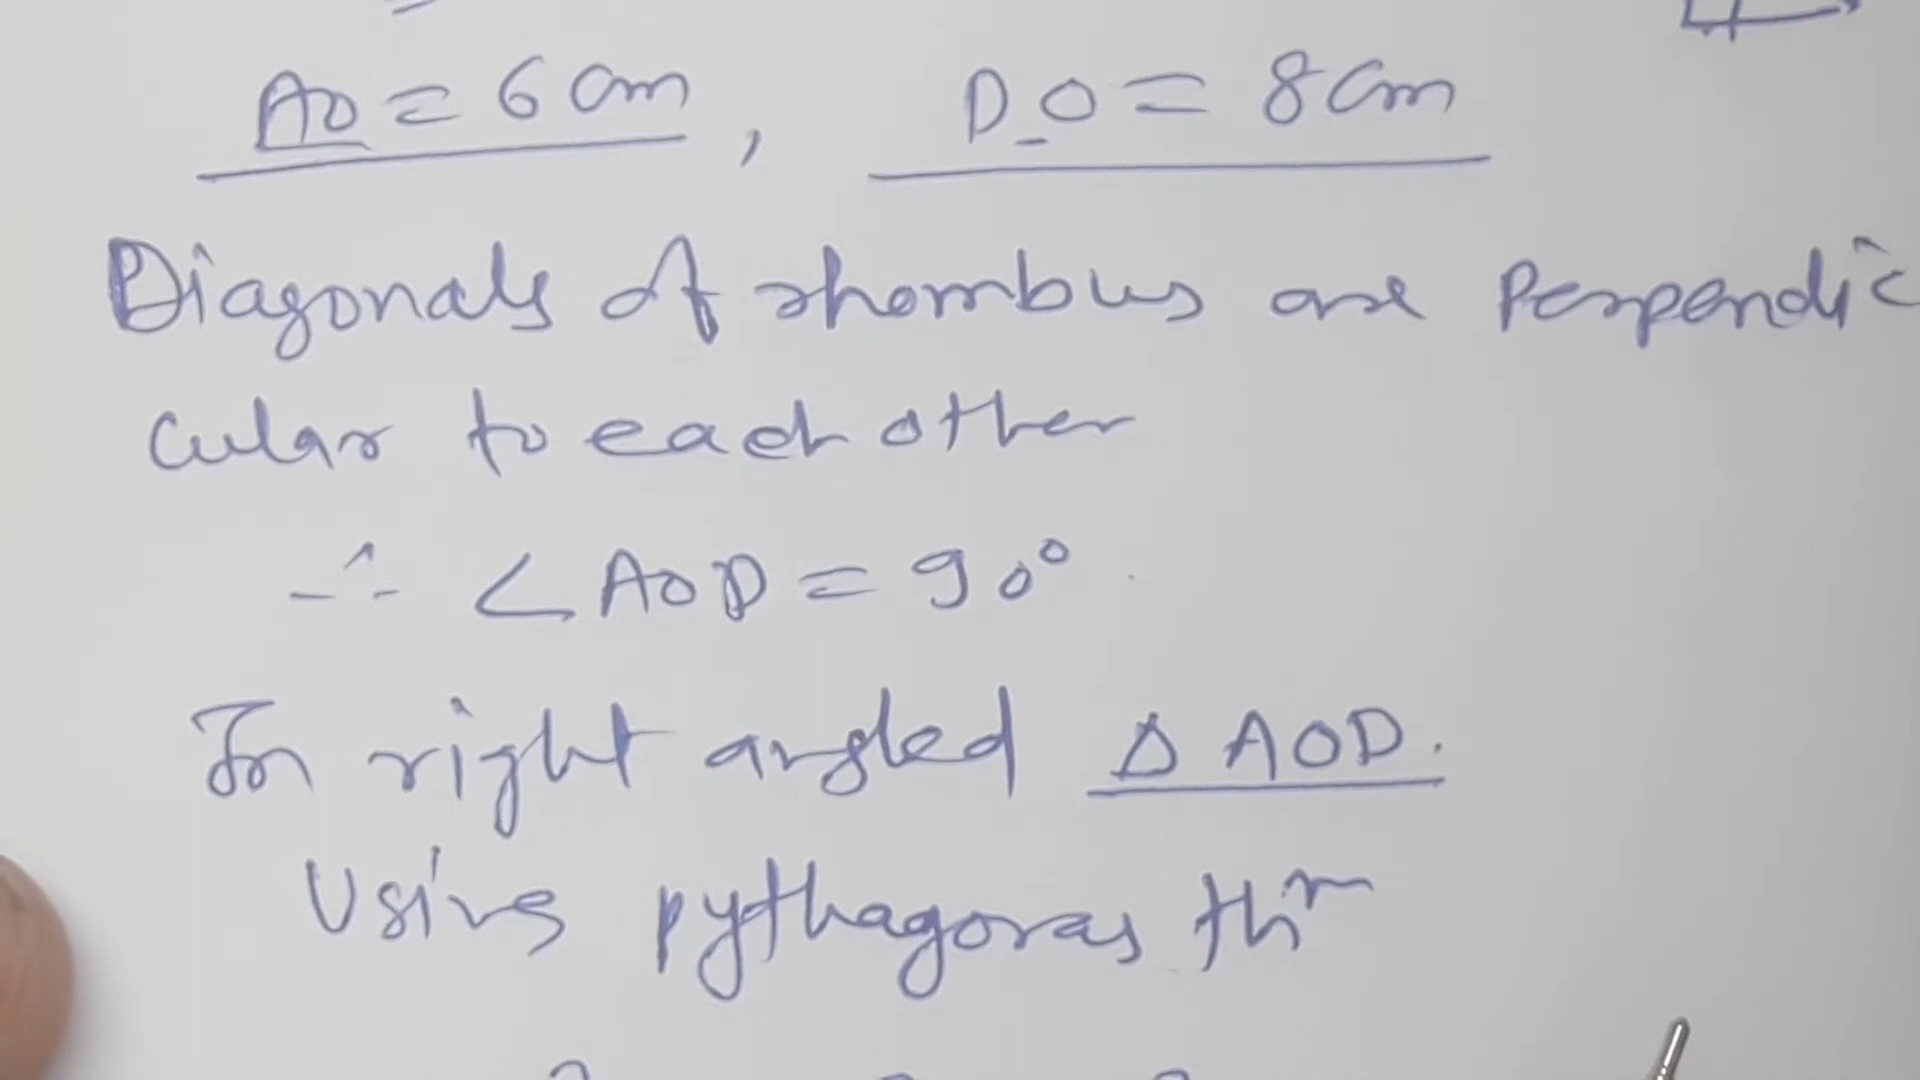 AO = 6 cm, DO = 8 cm
Diagonals of rhombus are Perpendic
cular to each other
∴ ∠AOD = 90°
In right angled Δ AOD.
Using pythagoras thm